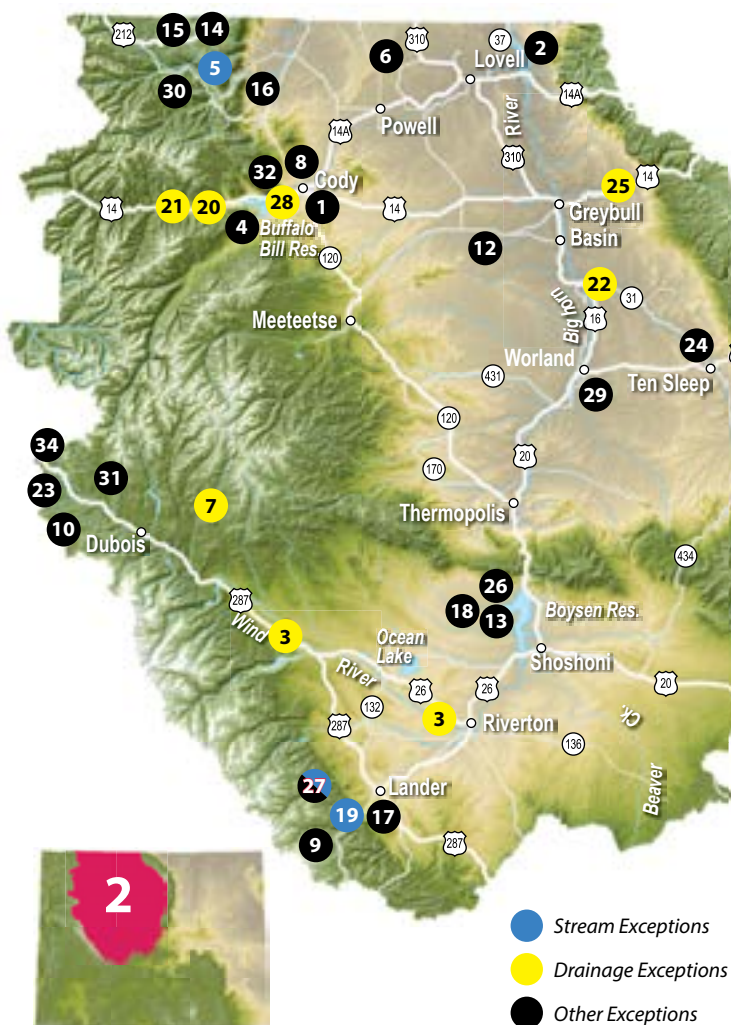 212
15
14
5
30
16
6
310
37
2
Lovell
14A
Powell
14A
River
310
32
8
Cody
14
21
20
28
1
14
4
Buffalo
Bill Res.
120
25
14
Greybull
Basin
12
22
31
Big horn
16
Meeteetse
Worland
24
Ten Sleep
29
431
120
20
170
34
31
23
7
10
Dubois
Thermopolis
434
26
18
13
Boysen Res.
287
Wind
3
River
Ocean
Lake
Shoshoni
20
26
26
132
3
Riverton
287
136
Ck.
Beaver
27
Lander
19
17
9
287
2
Stream Exceptions
Drainage Exceptions
Other Exceptions